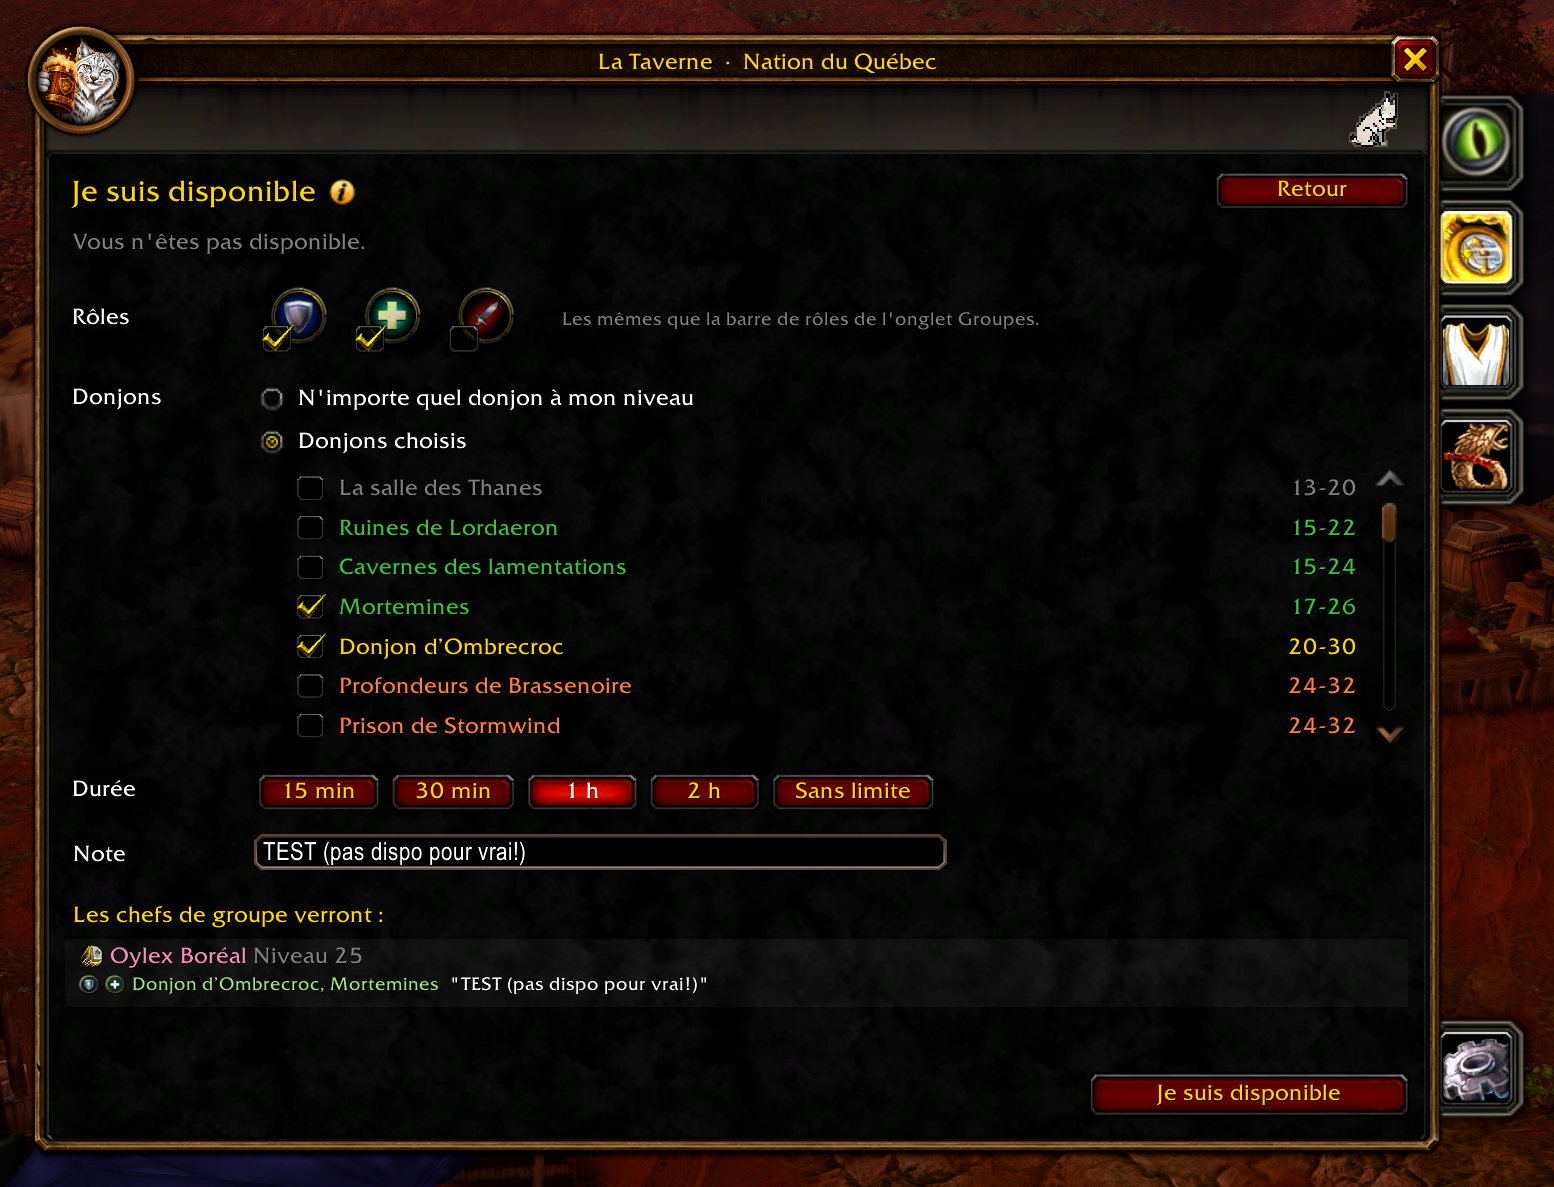 La Taverne · Nation du Québec
Je suis disponible
Retour
Vous n'êtes pas disponible.
Rôles
Les mêmes que la barre de rôles de l'onglet Groupes.
Donjons
N'importe quel donjon à mon niveau
Donjons choisis
La salle des Thanes 13-20
Ruines de Lordaeron 15-22
Cavernes des lamentations 15-24
Mortemines 17-26
Donjon d’Ombrecroc 20-30
Profondeurs de Brassenoire 24-32
Prison de Stormwind 24-32
Durée 15 min 30 min 1 h 2 h Sans limite
Note TEST (pas dispo pour vrai!)
Les chefs de groupe verront :
Oylex Boréal Niveau 25
Donjon d’Ombrecroc, Mortemines "TEST (pas dispo pour vrai!)"
Je suis disponible